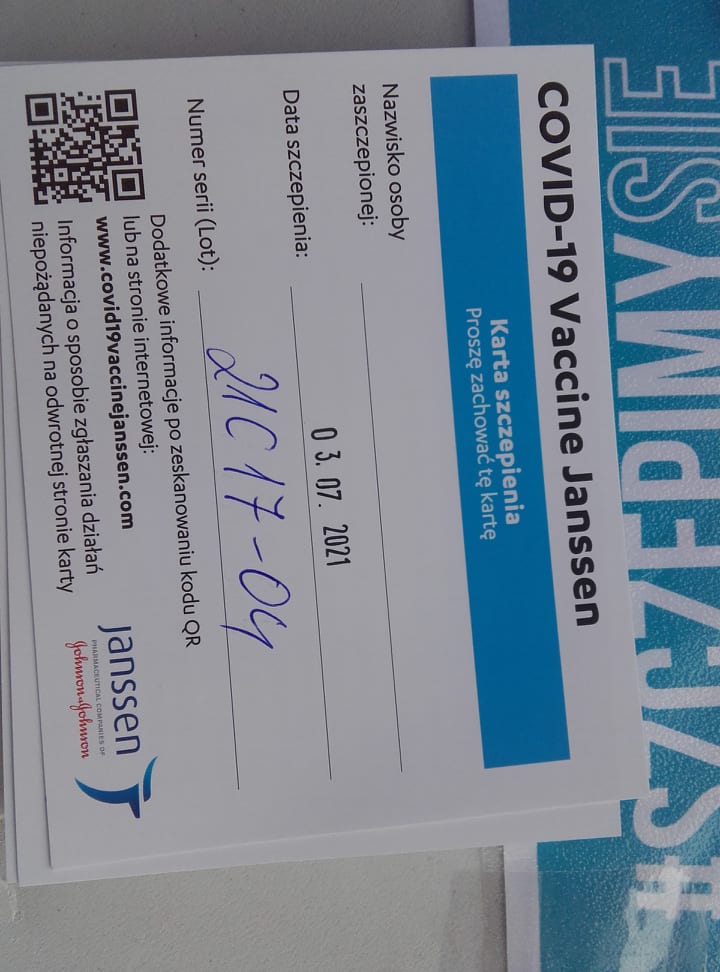 #SZCZEPIMYSIĘ
COVID-19 Vaccine Janssen
Karta szczepienia
Proszę zachować tę kartę
Nazwisko osoby
zaszczepionej:
Data szczepienia: 03. 07. 2021
Numer serii (Lot): 21C17-04
Dodatkowe informacje po zeskanowaniu kodu QR
lub na stronie internetowej:
www.covid19vaccinejanssen.com
Informacja o sposobie zgłaszania działań
niepożądanych na odwrotnej stronie karty
janssen
PHARMACEUTICAL COMPANIES OF
Johnson & Johnson